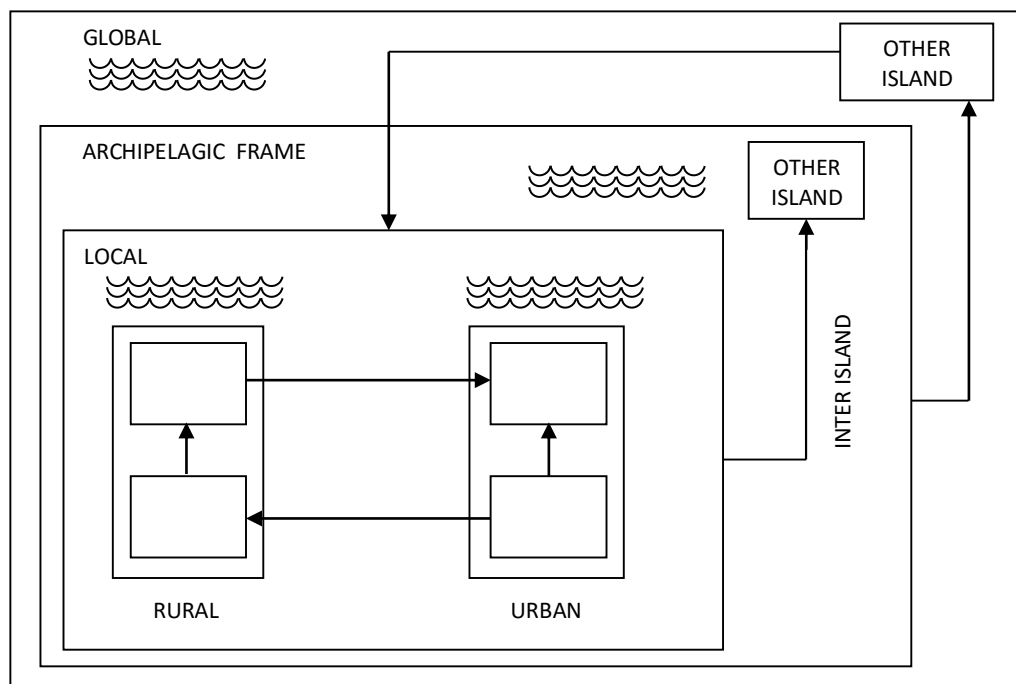 GLOBAL
OTHER
ISLAND
ARCHIPELAGIC FRAME
OTHER
ISLAND
LOCAL
INTER ISLAND
RURAL
URBAN